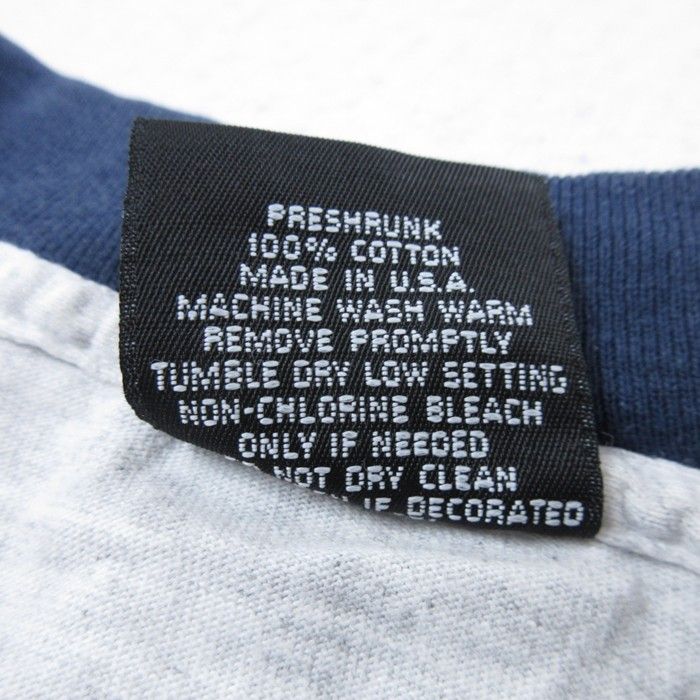 PRESHRUNK
100% COTTON
MADE IN U.S.A.
MACHINE WASH WARM
REMOVE PROMPTLY
TUMBLE DRY LOW SETTING
NON-CHLORINE BLEACH
ONLY IF NEEDED
NOT DRY CLEAN
IF DECORATED